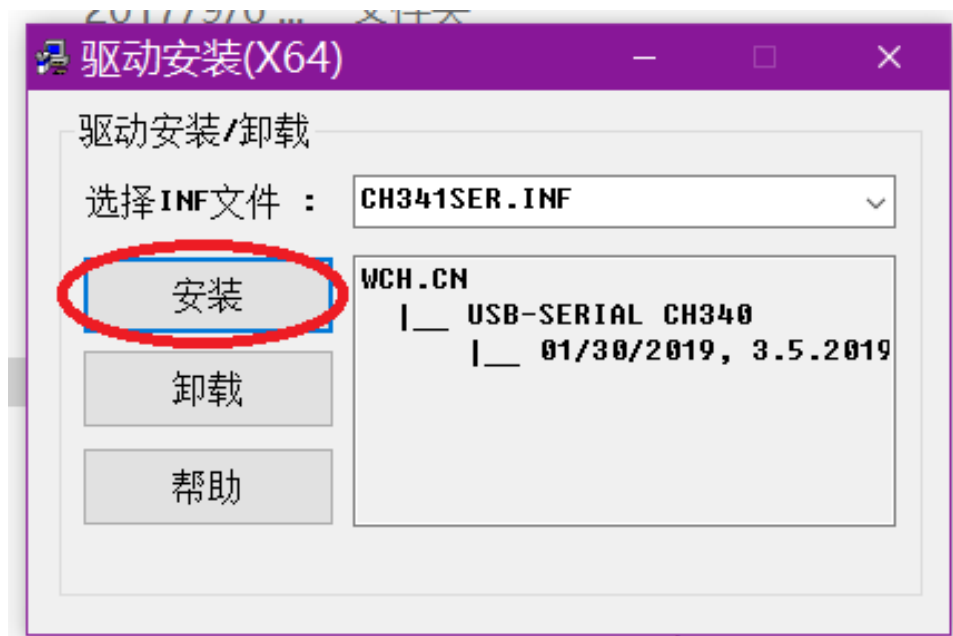 驱动安装(X64)
驱动安装/卸载
选择INF文件 :
CH341SER.INF
安装
WCH.CN
|__ USB-SERIAL CH340
|__ 01/30/2019, 3.5.2019
卸载
帮助